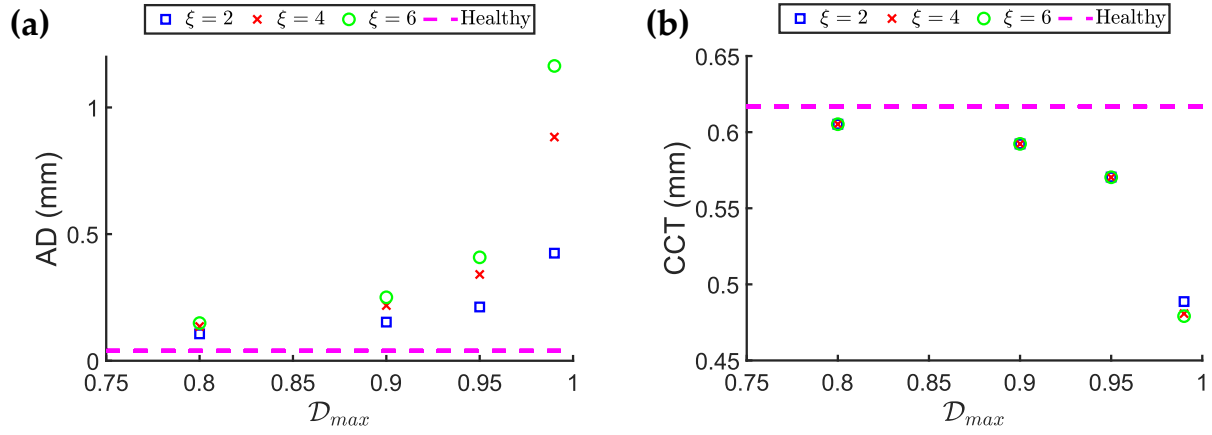 (a)
ξ = 2 ξ = 4 ξ = 6 Healthy
AD (mm)
1
0.5
0
0.75 0.8 0.85 0.9 0.95 1
𝒟max
(b)
ξ = 2 ξ = 4 ξ = 6 Healthy
CCT (mm)
0.65
0.6
0.55
0.5
0.45
0.75 0.8 0.85 0.9 0.95 1
𝒟max